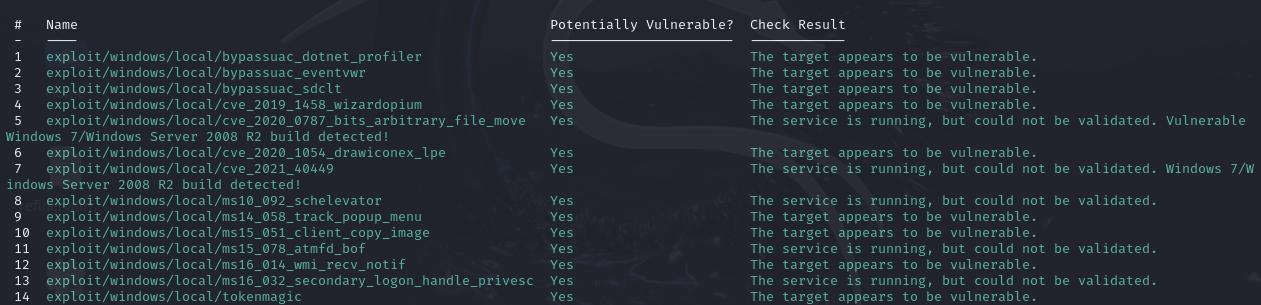 # Name Potentially Vulnerable? Check Result
- ---- ----------------------- ------------
1 exploit/windows/local/bypassuac_dotnet_profiler Yes The target appears to be vulnerable.
2 exploit/windows/local/bypassuac_eventvwr Yes The target appears to be vulnerable.
3 exploit/windows/local/bypassuac_sdclt Yes The target appears to be vulnerable.
4 exploit/windows/local/cve_2019_1458_wizardopium Yes The target appears to be vulnerable.
5 exploit/windows/local/cve_2020_0787_bits_arbitrary_file_move Yes The service is running, but could not be validated. Vulnerable
Windows 7/Windows Server 2008 R2 build detected!
6 exploit/windows/local/cve_2020_1054_drawiconex_lpe Yes The target appears to be vulnerable.
7 exploit/windows/local/cve_2021_40449 Yes The service is running, but could not be validated. Windows 7/W
indows Server 2008 R2 build detected!
8 exploit/windows/local/ms10_092_schelevator Yes The service is running, but could not be validated.
9 exploit/windows/local/ms14_058_track_popup_menu Yes The target appears to be vulnerable.
10 exploit/windows/local/ms15_051_client_copy_image Yes The target appears to be vulnerable.
11 exploit/windows/local/ms15_078_atmfd_bof Yes The service is running, but could not be validated.
12 exploit/windows/local/ms16_014_wmi_recv_notif Yes The target appears to be vulnerable.
13 exploit/windows/local/ms16_032_secondary_logon_handle_privesc Yes The service is running, but could not be validated.
14 exploit/windows/local/tokenmagic Yes The target appears to be vulnerable.